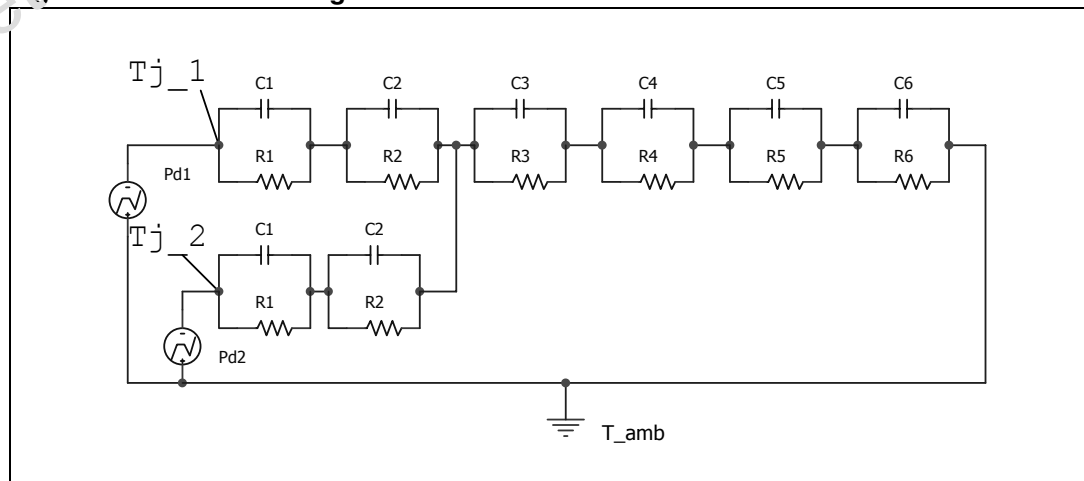 Tj_1
C1 C2 C3 C4 C5 C6
R1 R2 R3 R4 R5 R6
Pd1
Tj_2
C1 C2
R1 R2
Pd2
T_amb